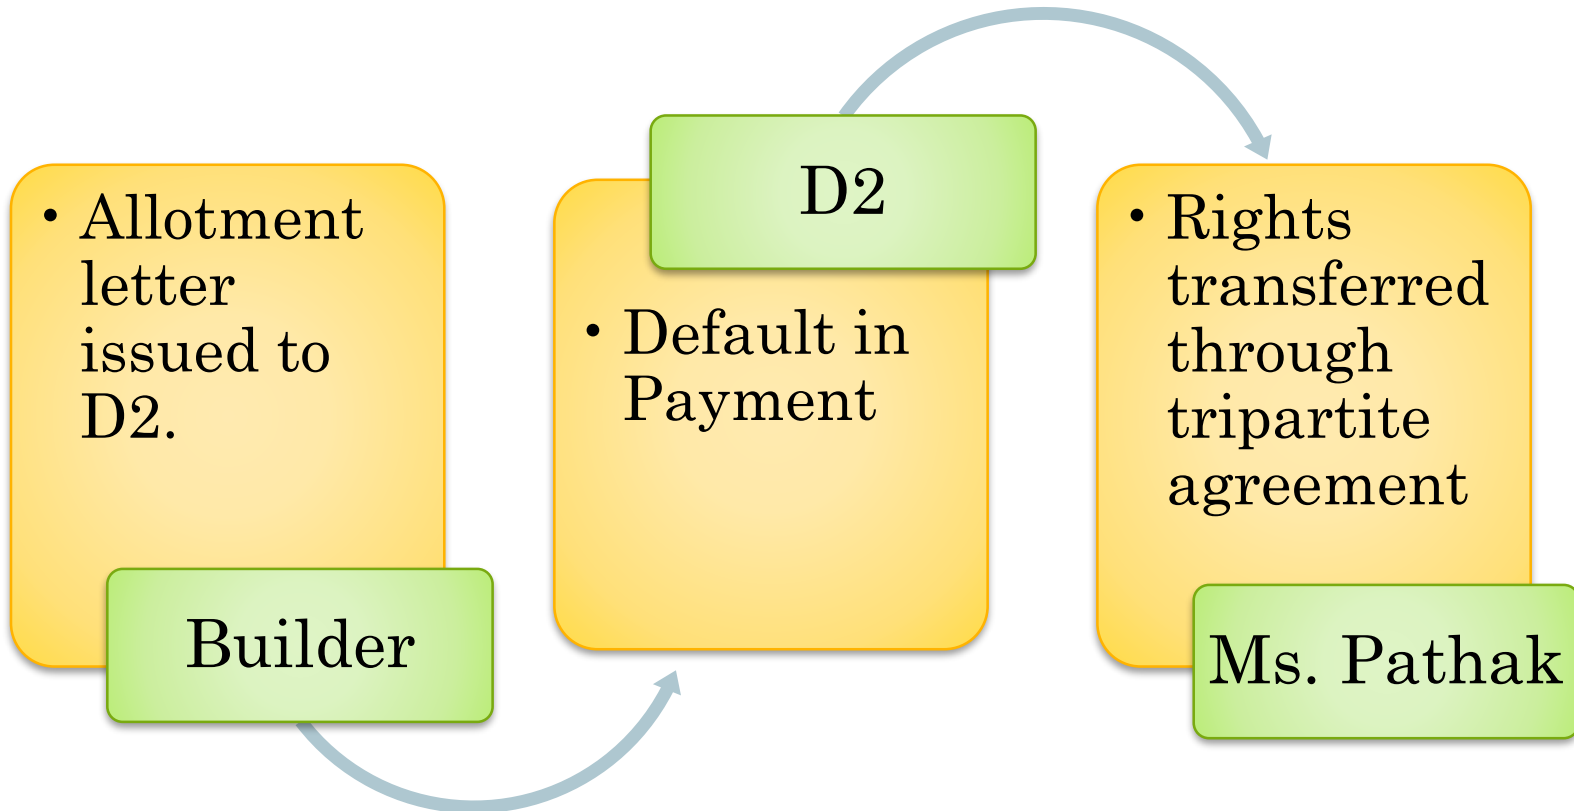 • Allotment
letter
issued to
D2.
Builder
D2
• Default in
Payment
• Rights
transferred
through
tripartite
agreement
Ms. Pathak